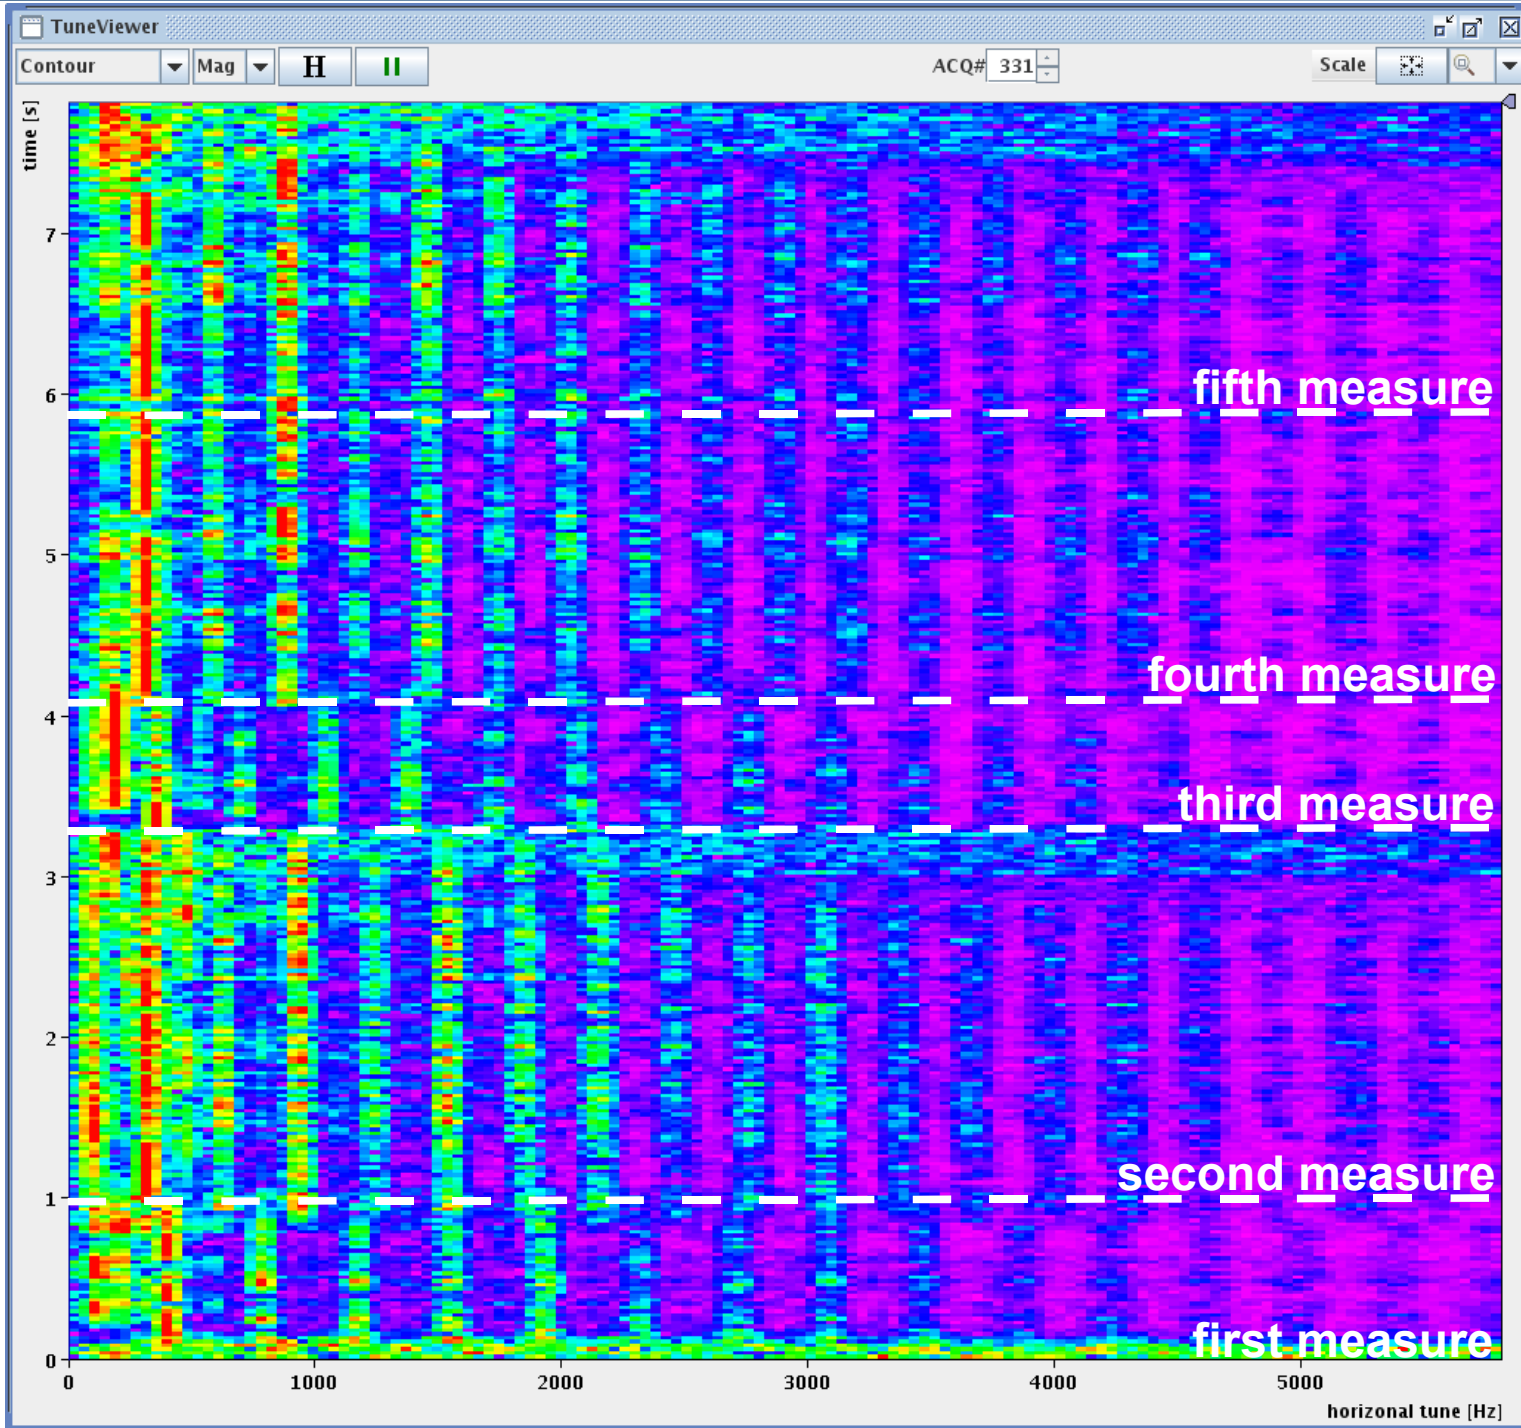 TuneViewer
Contour Mag H ACQ# 331 Scale
time [s]
7
6
fifth measure
5
fourth measure
4
third measure
3
2
second measure
1
first measure
0
0 1000 2000 3000 4000 5000
horizonal tune [Hz]